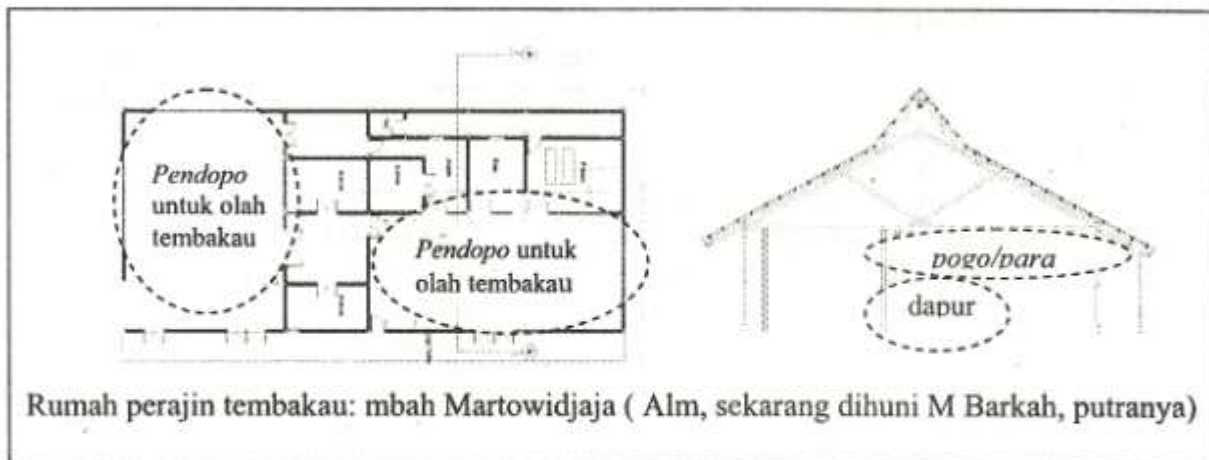 Pendopo
untuk olah
tembakau
Pendopo untuk
olah tembakau
pogo/para
dapur
Rumah perajin tembakau: mbah Martowidjaja ( Alm, sekarang dihuni M Barkah, putranya)